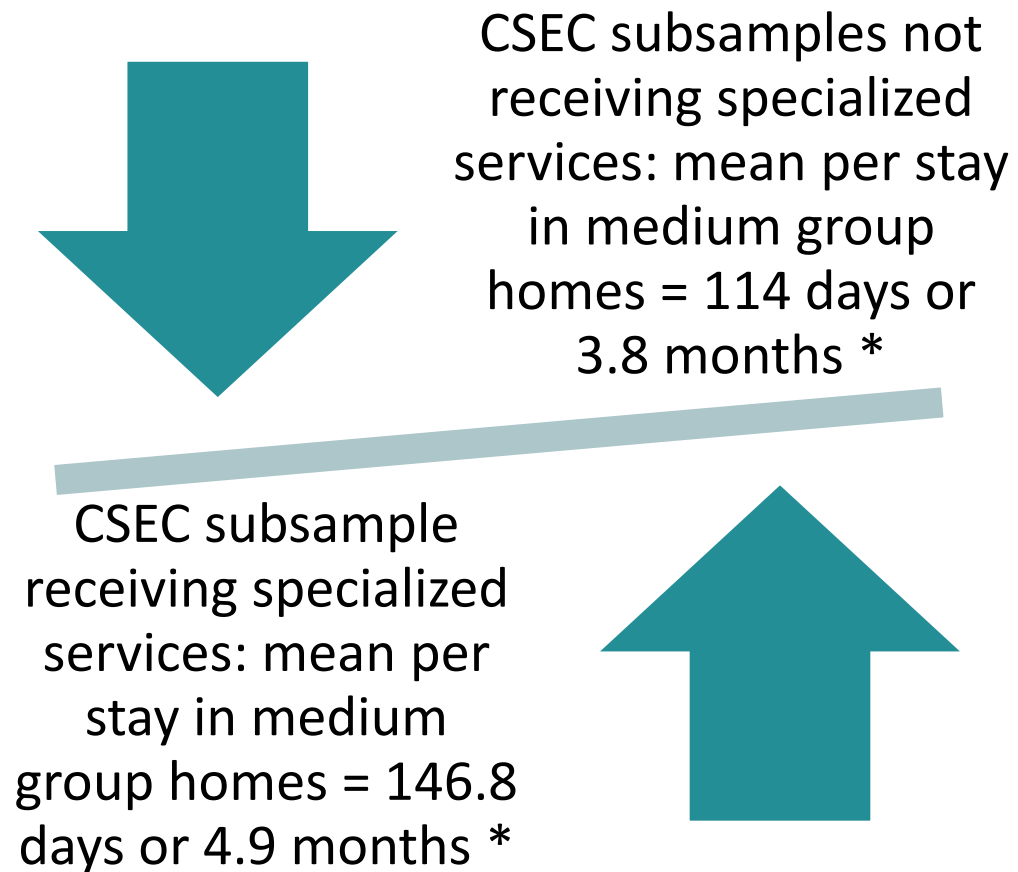 CSEC subsamples not
receiving specialized
services: mean per stay
in medium group
homes = 114 days or
3.8 months *
CSEC subsample
receiving specialized
services: mean per
stay in medium
group homes = 146.8
days or 4.9 months *